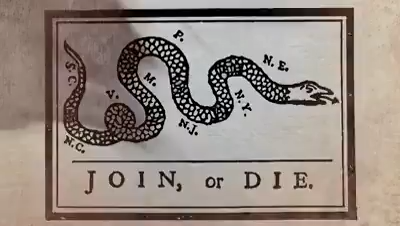 P.
N. E.
S. C.
M.
V.
N. Y.
N.J.
N.C.
JOIN, or DIE.